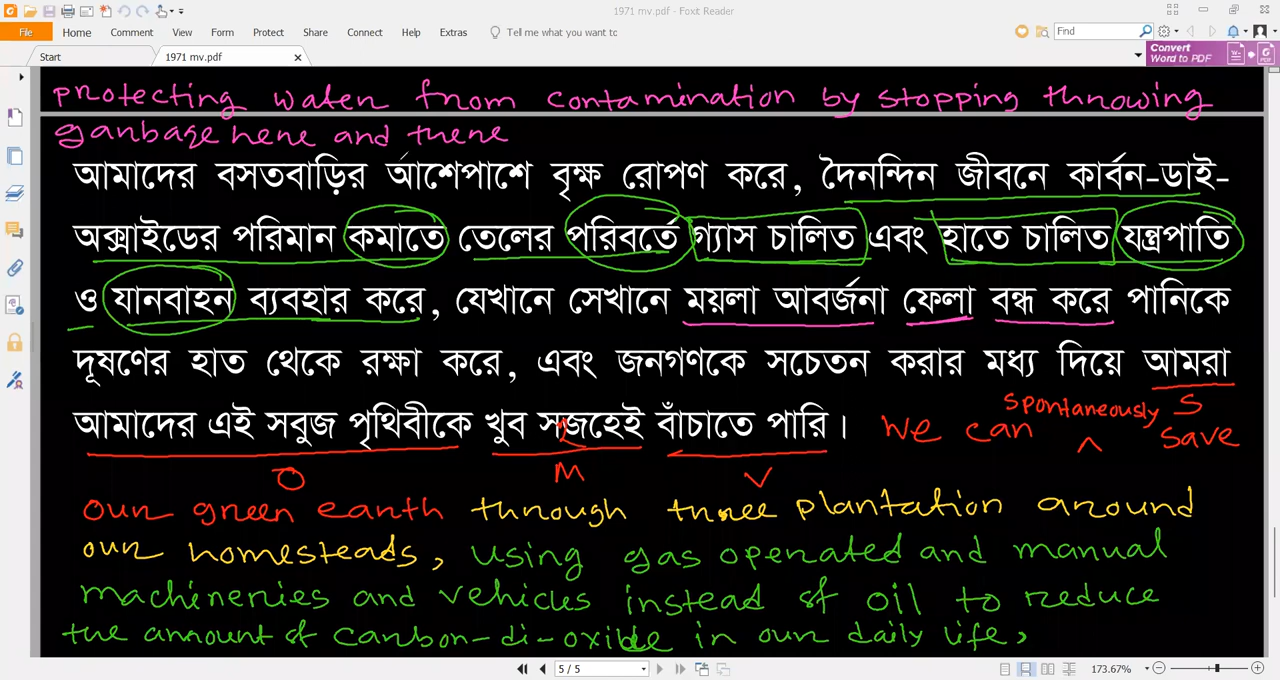 1971 mv.pdf - Foxit Reader
File Home Comment View Form Protect Share Connect Help Extras Tell me what you want to Find
Start 1971 mv.pdf Convert Word to PDF
protecting water from contamination by stopping throwing
garbage here and there
আমাদের বসতবাড়ির আশেপাশে বৃক্ষ রোপণ করে, দৈনন্দিন জীবনে কার্বন-ডাই-
অক্সাইডের পরিমান কমাতে তেলের পরিবর্তে গ্যাস চালিত এবং হাতে চালিত যন্ত্রপাতি
ও যানবাহন ব্যবহার করে, যেখানে সেখানে ময়লা আবর্জনা ফেলা বন্ধ করে পানিকে
দূষণের হাত থেকে রক্ষা করে, এবং জনগণকে সচেতন করার মধ্য দিয়ে আমরা
আমাদের এই সবুজ পৃথিবীকে খুব সহজেই বাঁচাতে পারি।
We can spontaneously save
S
O M V
our green earth through three plantation around
our homesteads, using gas operated and manual
machineries and vehicles instead of oil to reduce
the amount of carbon-di-oxide in our daily life,
5 / 5 173.67%